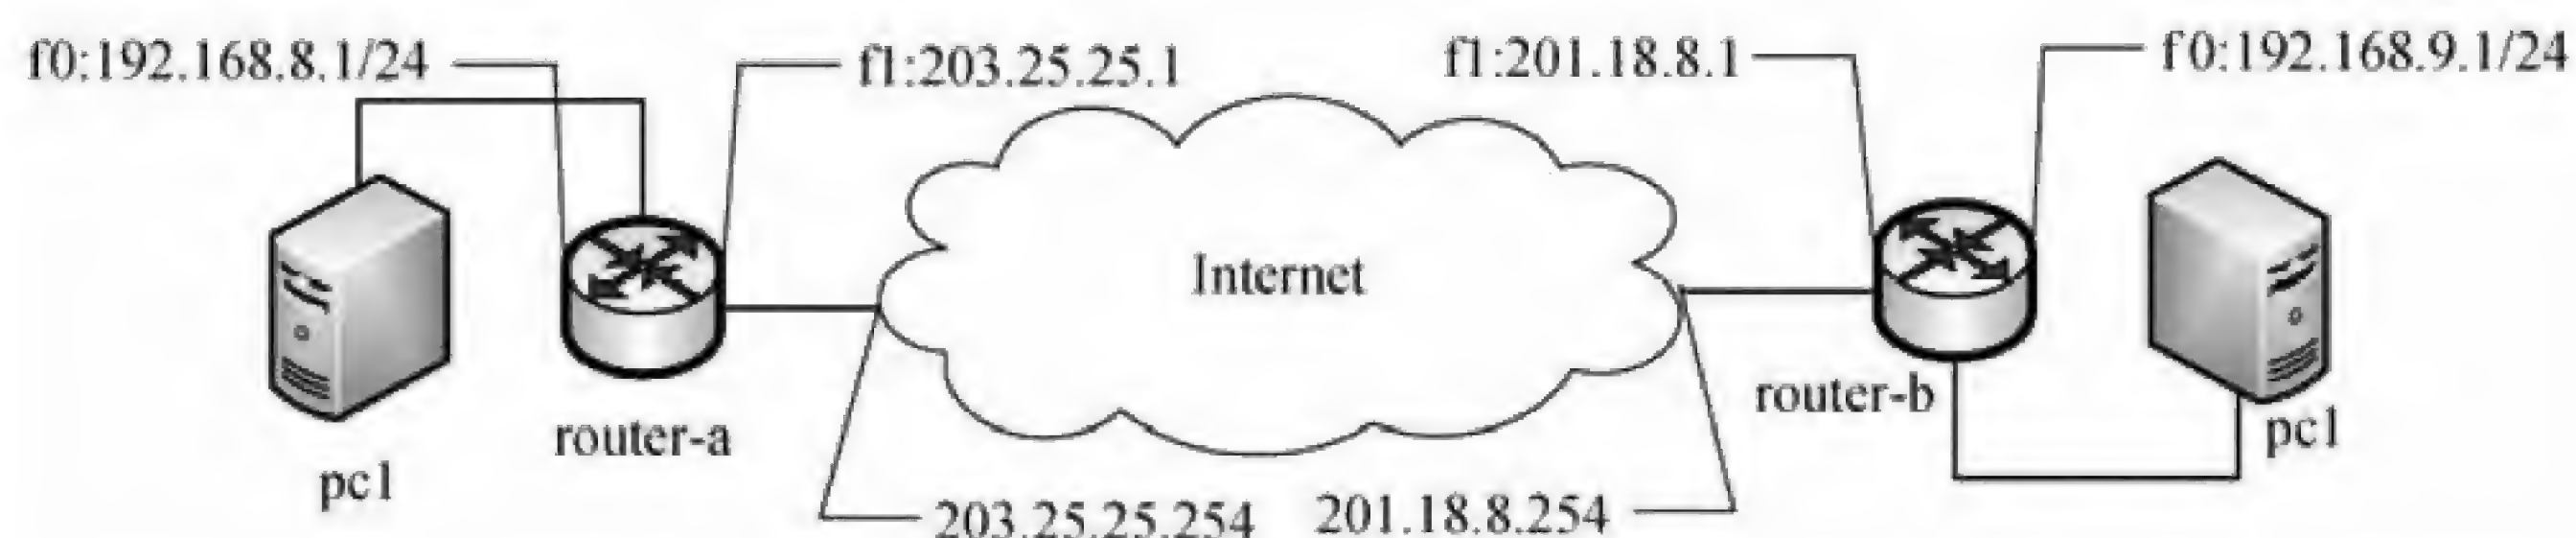 f0:192.168.8.1/24
f1:203.25.25.1
f1:201.18.8.1
f0:192.168.9.1/24
Internet
router-a
pc1
router-b
pc1
203.25.25.254
201.18.8.254